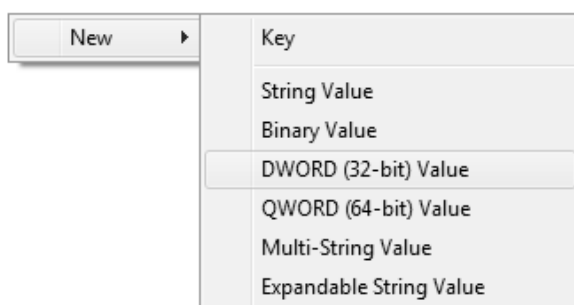 New
Key
String Value
Binary Value
DWORD (32-bit) Value
QWORD (64-bit) Value
Multi-String Value
Expandable String Value